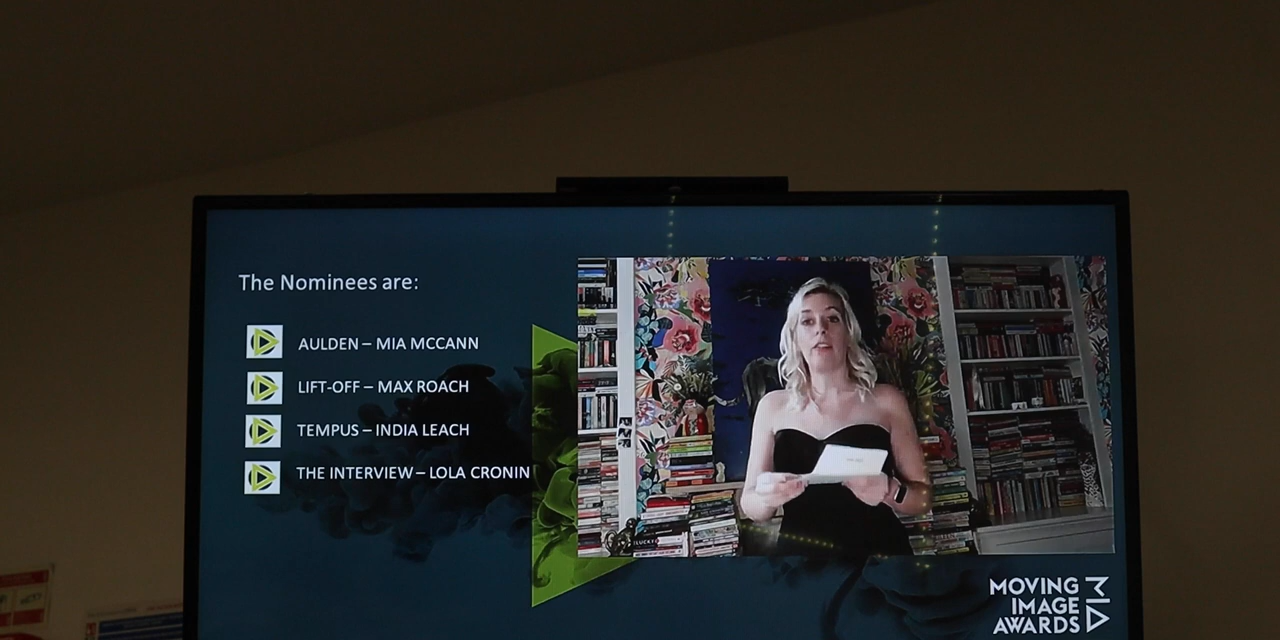 The Nominees are:
AULDEN – MIA MCCANN
LIFT-OFF – MAX ROACH
TEMPUS – INDIA LEACH
THE INTERVIEW – LOLA CRONIN
MOVING
IMAGE
AWARDS
MIA